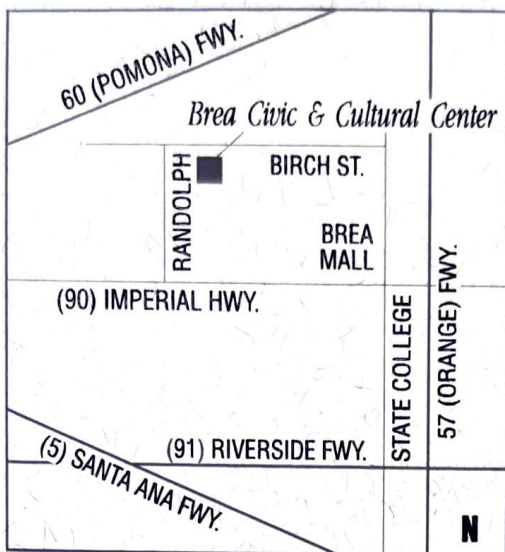 60 (POMONA) FWY.
Brea Civic & Cultural Center
RANDOLPH
BIRCH ST.
BREA
MALL
(90) IMPERIAL HWY.
STATE COLLEGE
57 (ORANGE) FWY.
(91) RIVERSIDE FWY.
(5) SANTA ANA FWY.
N